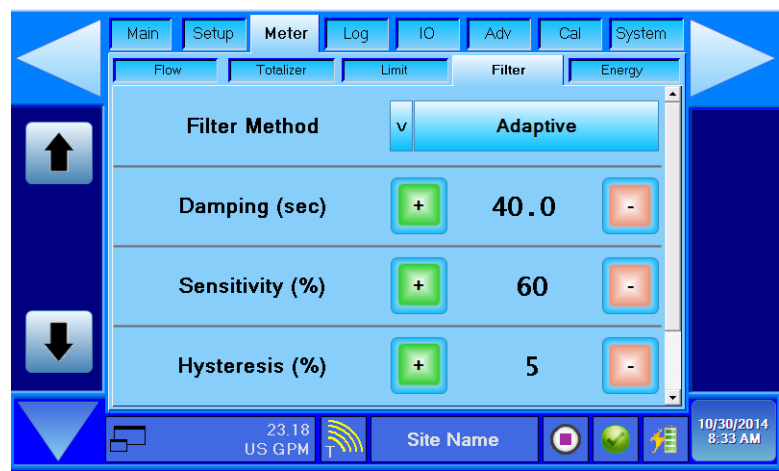 Main Setup Meter Log IO Adv Cal System
Flow Totalizer Limit Filter Energy
Filter Method v Adaptive
Damping (sec) + 40.0 -
Sensitivity (%) + 60 -
Hysteresis (%) + 5 -
23.18
US GPM T Site Name
10/30/2014
8:33 AM